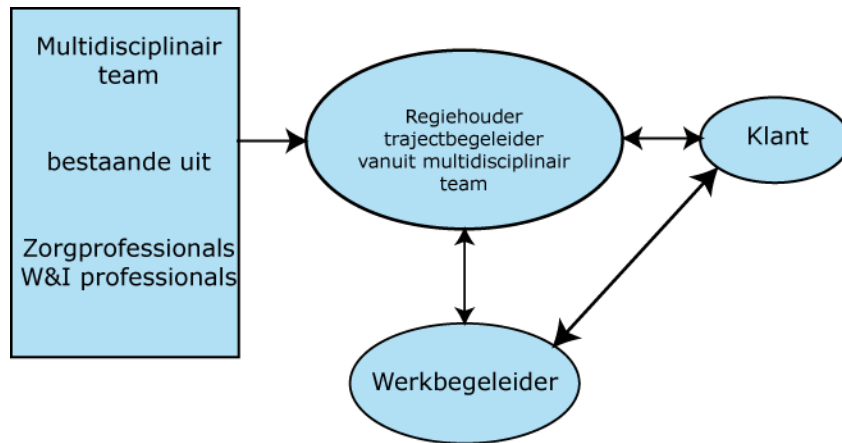 Multidisciplinair
team
bestaande uit
Zorgprofessionals
W&I professionals
Regiehouder
trajectbegeleider
vanuit multidisciplinair
team
Klant
Werkbegeleider